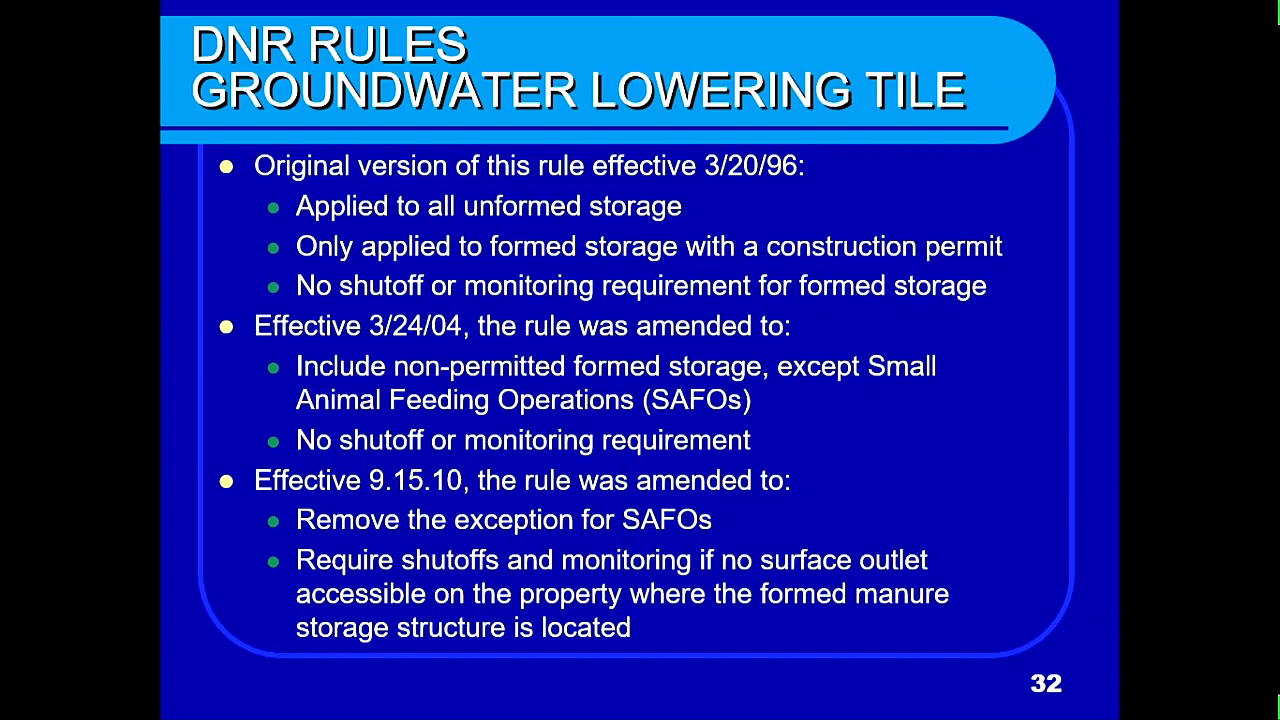 DNR RULES
GROUNDWATER LOWERING TILE
Original version of this rule effective 3/20/96:
Applied to all unformed storage
Only applied to formed storage with a construction permit
No shutoff or monitoring requirement for formed storage
Effective 3/24/04, the rule was amended to:
Include non-permitted formed storage, except Small
Animal Feeding Operations (SAFOs)
No shutoff or monitoring requirement
Effective 9.15.10, the rule was amended to:
Remove the exception for SAFOs
Require shutoffs and monitoring if no surface outlet
accessible on the property where the formed manure
storage structure is located
32